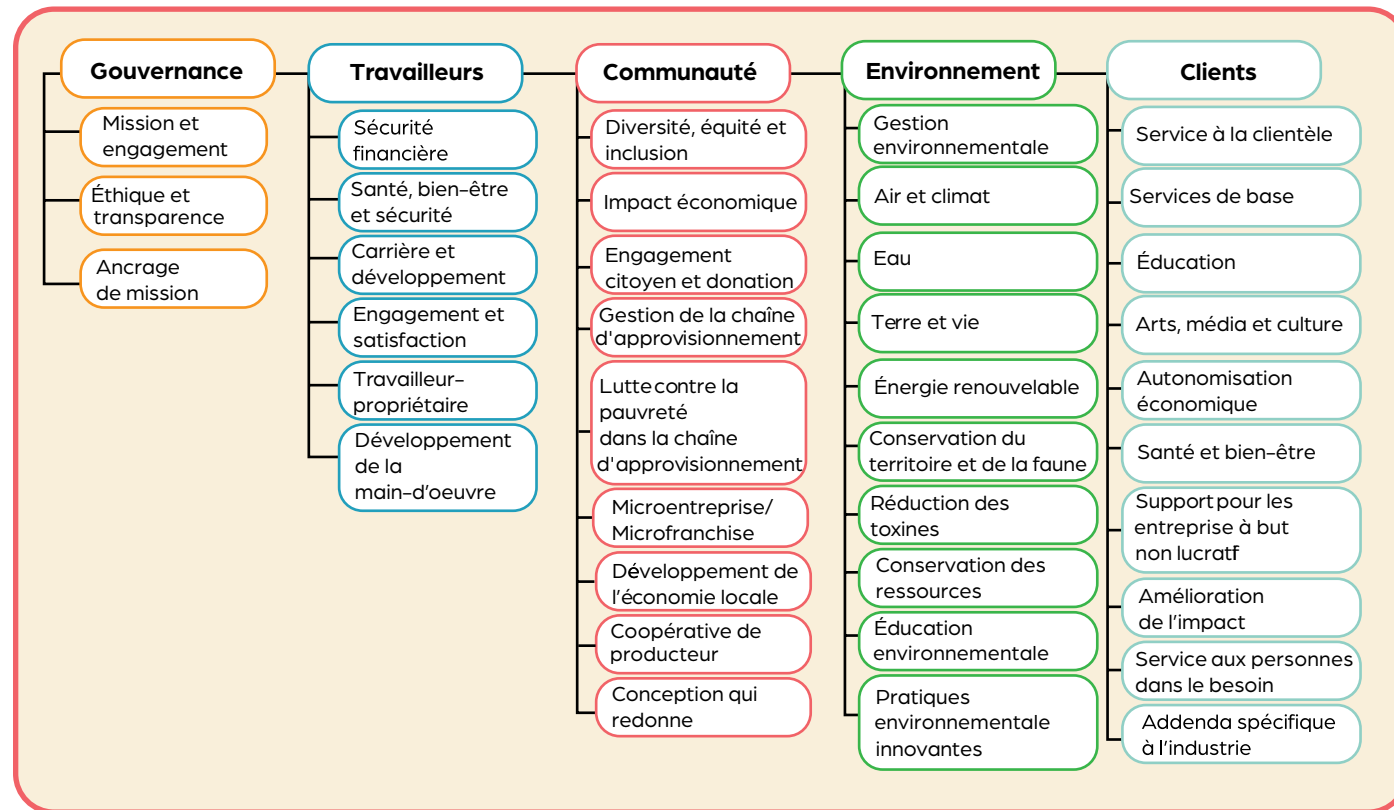 Gouvernance
Mission et
engagement
Éthique et
transparence
Ancrage
de mission
Travailleurs
Sécurité
financière
Santé, bien-être
et sécurité
Carrière et
développement
Engagement et
satisfaction
Travailleur-
propriétaire
Développement
de la
main-d'oeuvre
Communauté
Diversité, équité et
inclusion
Impact économique
Engagement
citoyen et donation
Gestion de la chaîne
d'approvisionnement
Lutte contre la
pauvreté
dans la chaîne
d'approvisionnement
Microentreprise/
Microfranchise
Développement de
l'économie locale
Coopérative de
producteur
Conception qui
redonne
Environnement
Gestion
environnementale
Air et climat
Eau
Terre et vie
Énergie renouvelable
Conservation du
territoire et de la faune
Réduction des
toxines
Conservation des
ressources
Éducation
environnementale
Pratiques
environnementale
innovantes
Clients
Service à la clientèle
Services de base
Éducation
Arts, média et culture
Autonomisation
économique
Santé et bien-être
Support pour les
entreprise à but
non lucratf
Amélioration
de l'impact
Service aux personnes
dans le besoin
Addenda spécifique
à l'industrie